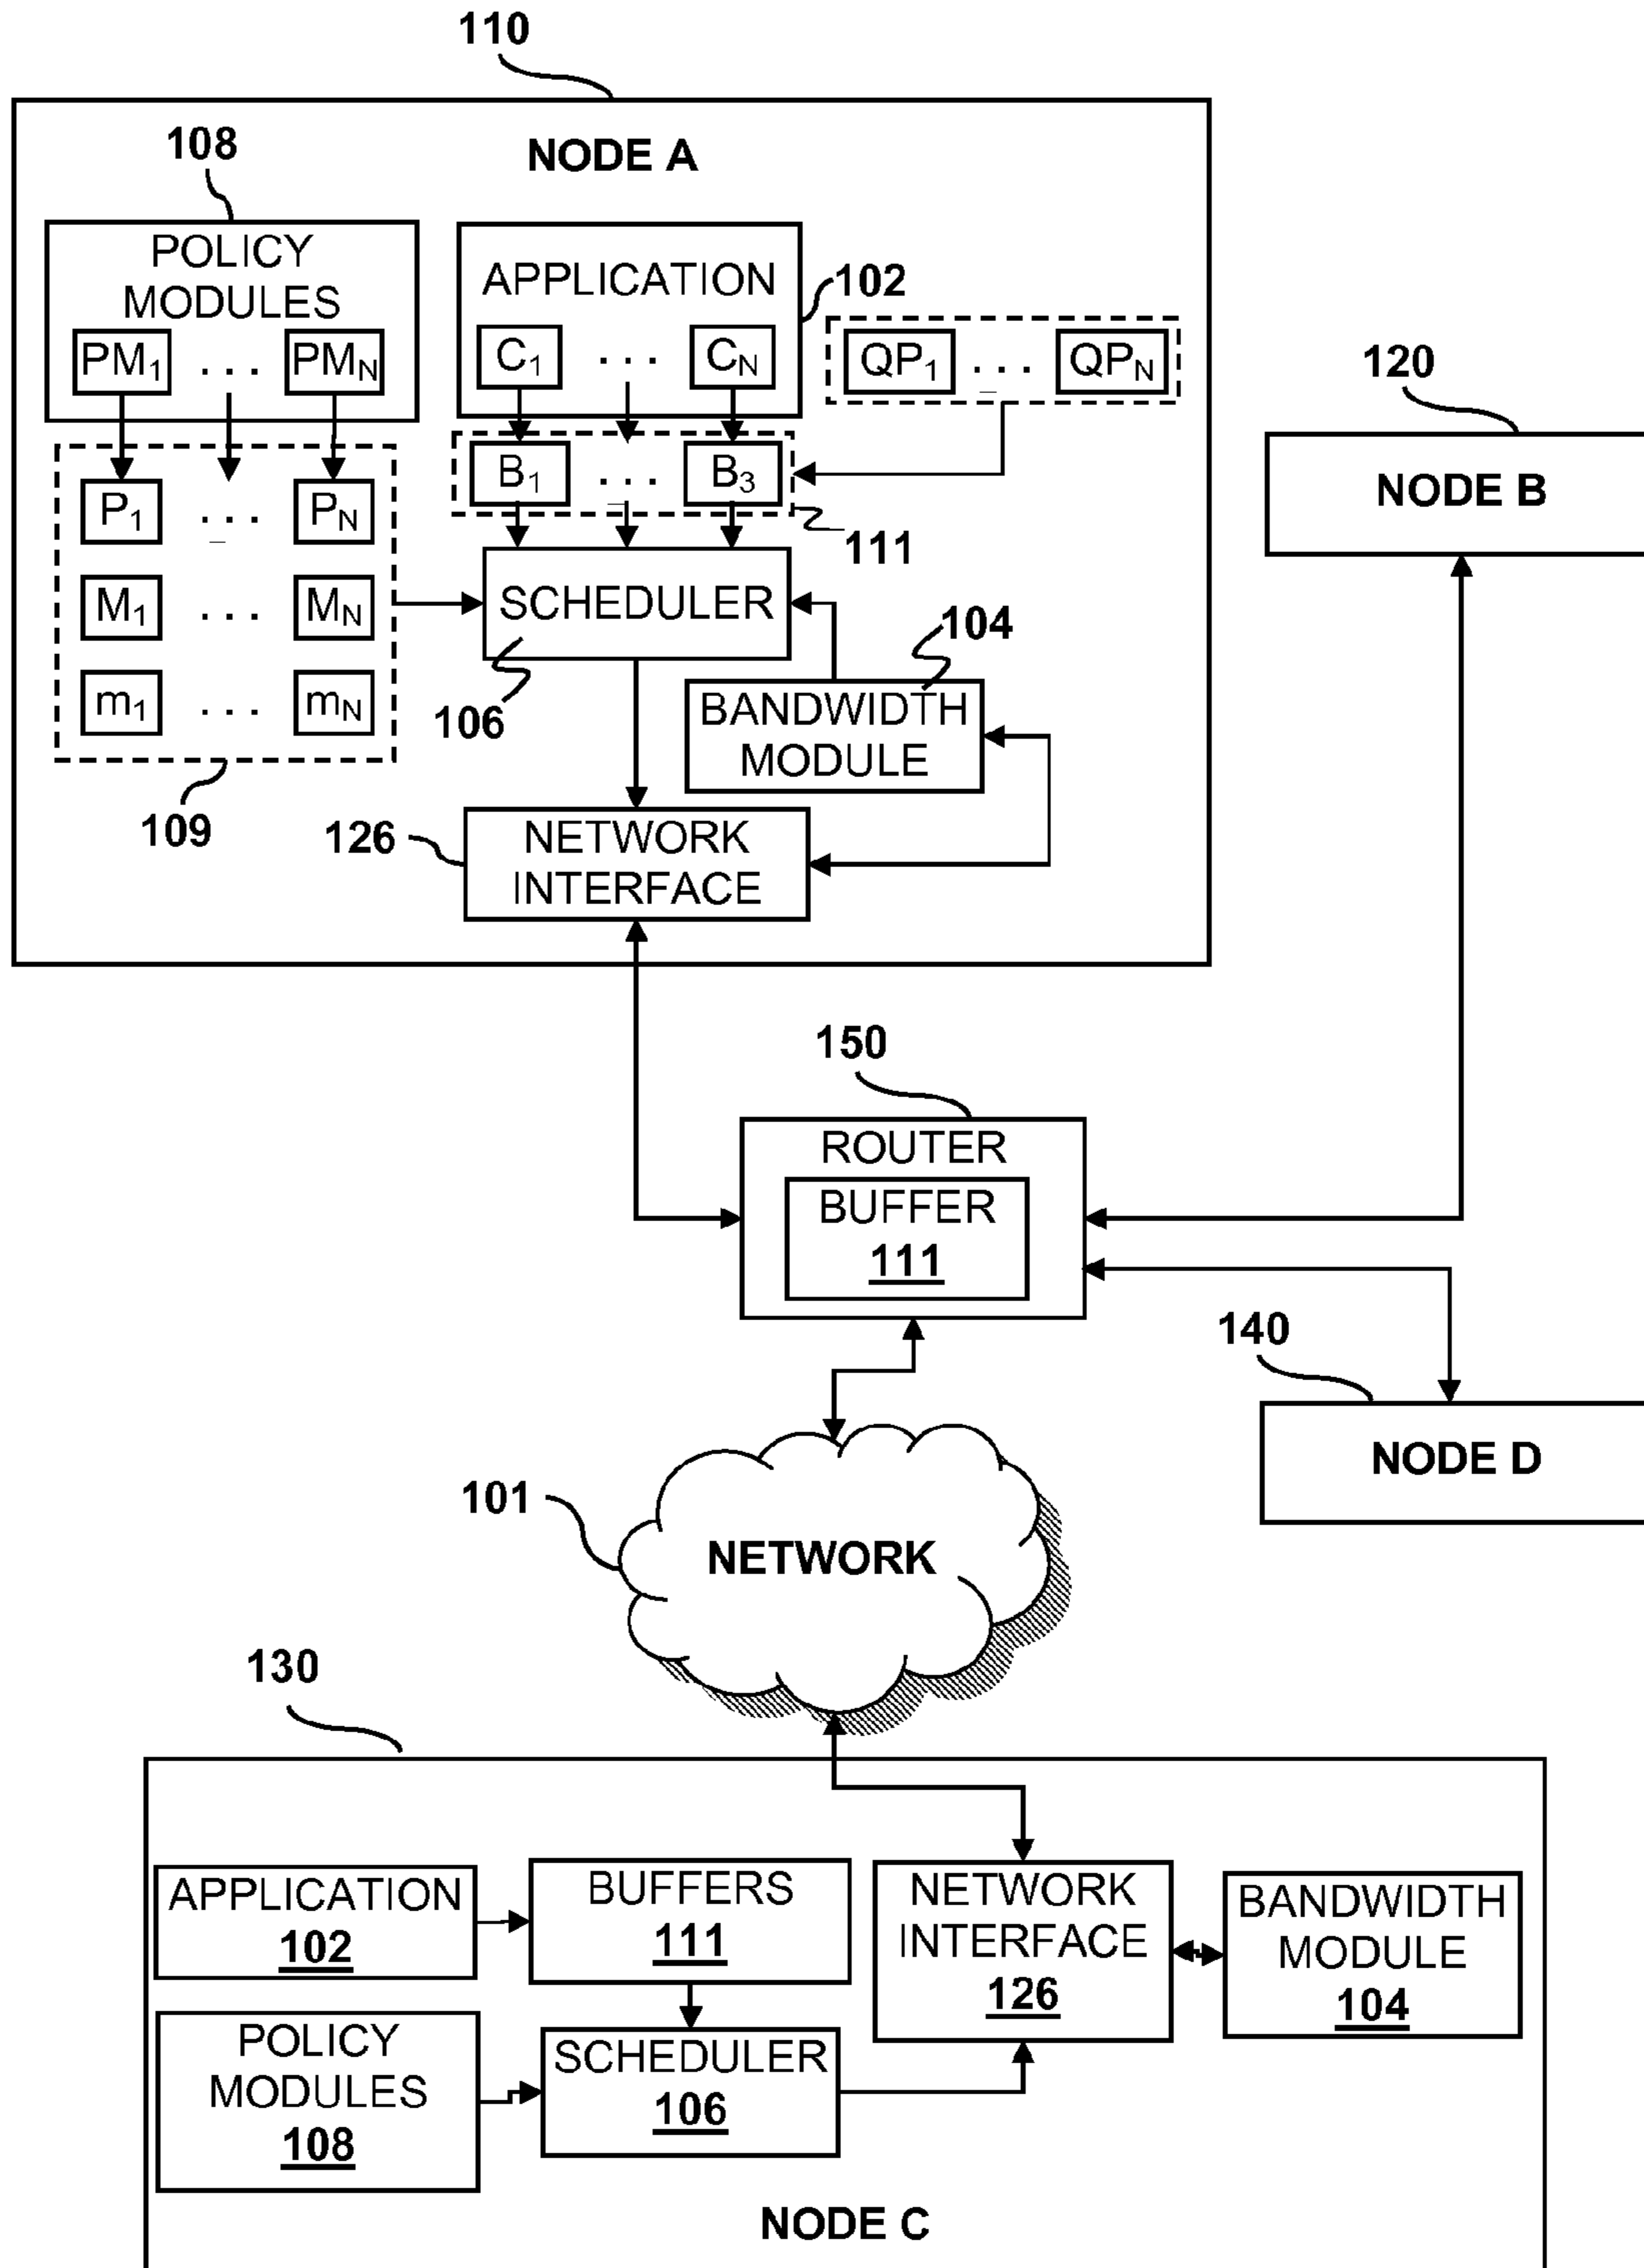 110
NODE A
108
POLICY MODULES
PM1 . . . PMN
APPLICATION
102
C1 . . . CN
QP1 . . . QPN
120
NODE B
B1 . . . B3
111
P1 . . . PN
M1 . . . MN
m1 . . . mN
109
SCHEDULER
106
104
BANDWIDTH
MODULE
126
NETWORK
INTERFACE
150
ROUTER
BUFFER
111
140
NODE D
101
NETWORK
130
APPLICATION
102
BUFFERS
111
NETWORK
INTERFACE
126
BANDWIDTH
MODULE
104
POLICY
MODULES
108
SCHEDULER
106
NODE C